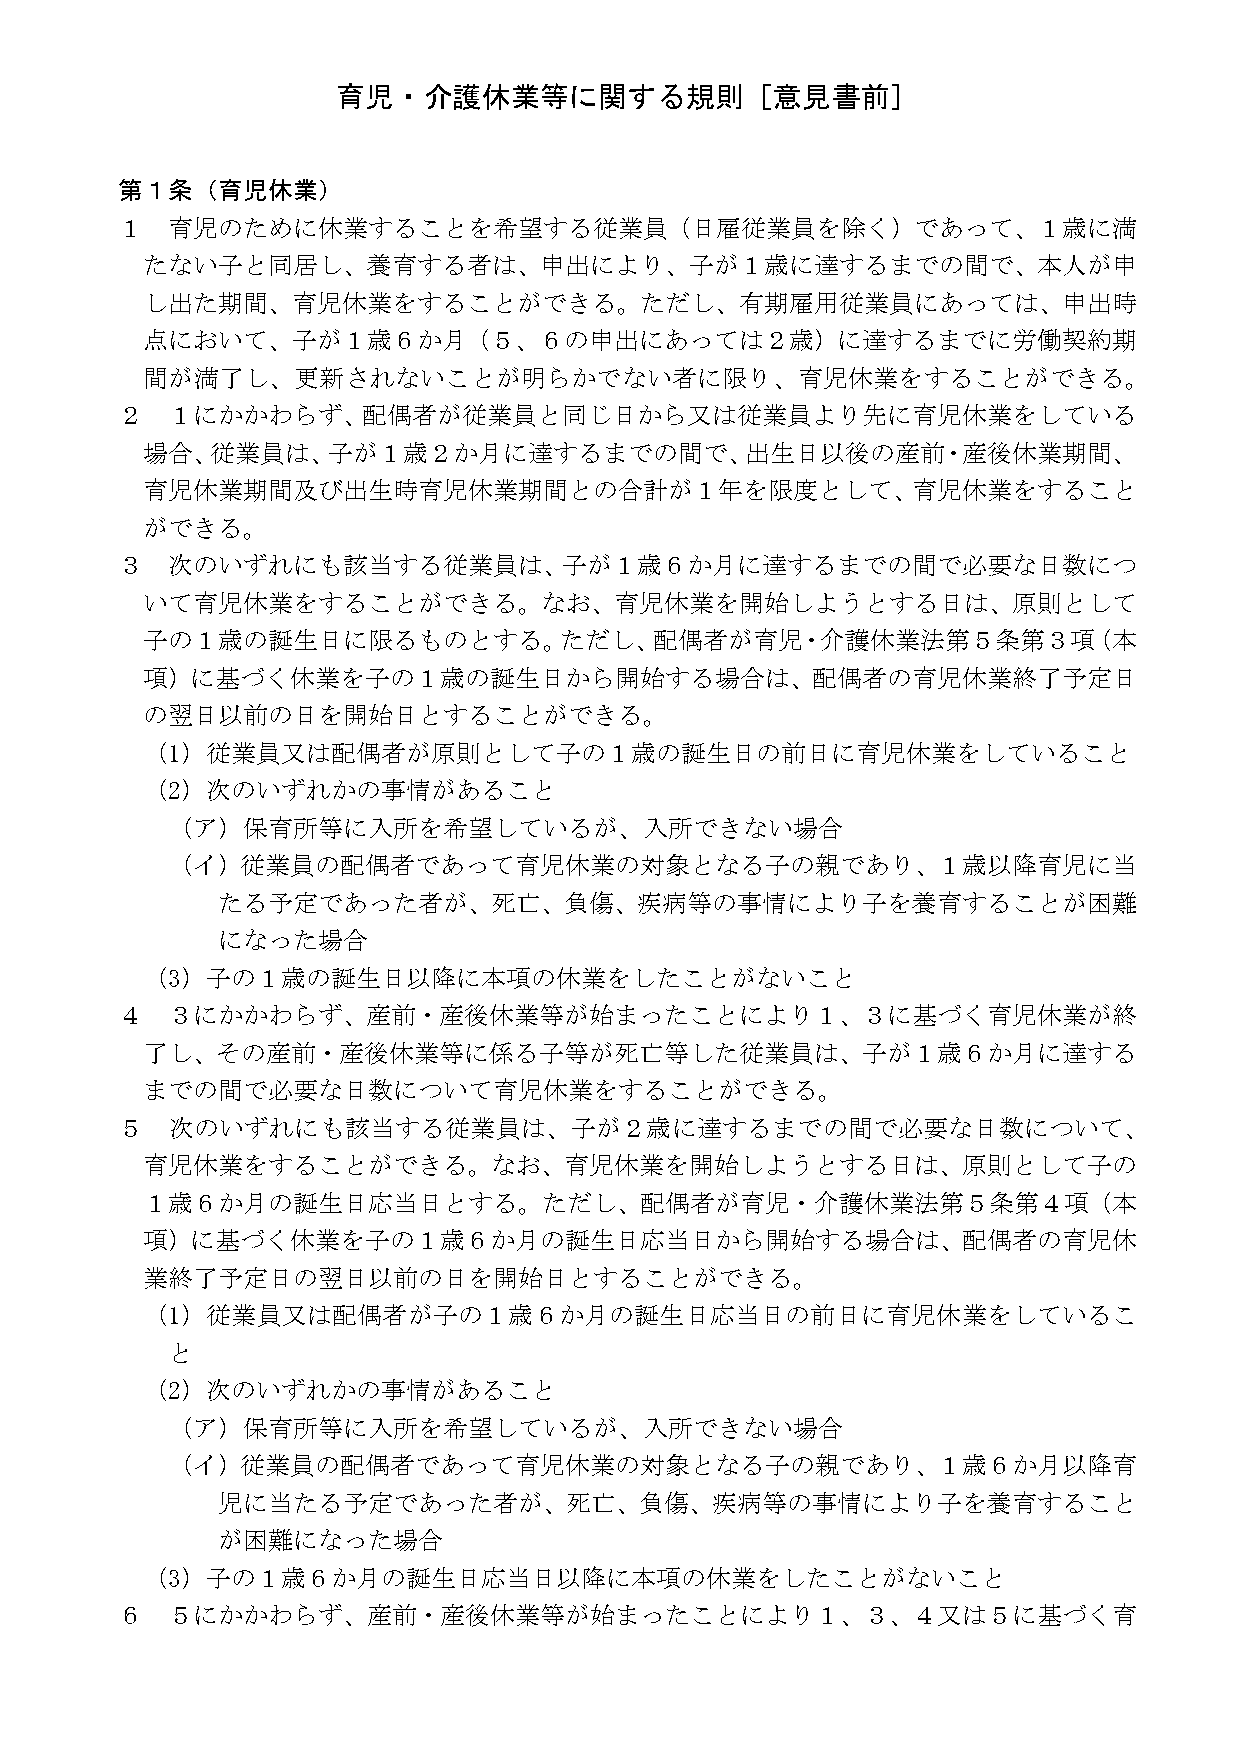 育児・介護休業等に関する規則［意見書前］
第１条（育児休業）
１　育児のために休業することを希望する従業員（日雇従業員を除く）であって、１歳に満
たない子と同居し、養育する者は、申出により、子が１歳に達するまでの間で、本人が申
し出た期間、育児休業をすることができる。ただし、有期雇用従業員にあっては、申出時
点において、子が１歳６か月（５、６の申出にあっては２歳）に達するまでに労働契約期
間が満了し、更新されないことが明らかでない者に限り、育児休業をすることができる。
２　１にかかわらず、配偶者が従業員と同じ日から又は従業員より先に育児休業をしている
場合、従業員は、子が１歳２か月に達するまでの間で、出生日以後の産前・産後休業期間、
育児休業期間及び出生時育児休業期間との合計が１年を限度として、育児休業をすること
ができる。
３　次のいずれにも該当する従業員は、子が１歳６か月に達するまでの間で必要な日数につ
いて育児休業をすることができる。なお、育児休業を開始しようとする日は、原則として
子の１歳の誕生日に限るものとする。ただし、配偶者が育児・介護休業法第５条第３項（本
項）に基づく休業を子の１歳の誕生日から開始する場合は、配偶者の育児休業終了予定日
の翌日以前の日を開始日とすることができる。
（1）従業員又は配偶者が原則として子の１歳の誕生日の前日に育児休業をしていること
（2）次のいずれかの事情があること
（ア）保育所等に入所を希望しているが、入所できない場合
（イ）従業員の配偶者であって育児休業の対象となる子の親であり、１歳以降育児に当
たる予定であった者が、死亡、負傷、疾病等の事情により子を養育することが困難
になった場合
（3）子の１歳の誕生日以降に本項の休業をしたことがないこと
４　３にかかわらず、産前・産後休業等が始まったことにより１、３に基づく育児休業が終
了し、その産前・産後休業等に係る子等が死亡等した従業員は、子が１歳６か月に達する
までの間で必要な日数について育児休業をすることができる。
５　次のいずれにも該当する従業員は、子が２歳に達するまでの間で必要な日数について、
育児休業をすることができる。なお、育児休業を開始しようとする日は、原則として子の
１歳６か月の誕生日応当日とする。ただし、配偶者が育児・介護休業法第５条第４項（本
項）に基づく休業を子の１歳６か月の誕生日応当日から開始する場合は、配偶者の育児休
業終了予定日の翌日以前の日を開始日とすることができる。
（1）従業員又は配偶者が子の１歳６か月の誕生日応当日の前日に育児休業をしているこ
と
（2）次のいずれかの事情があること
（ア）保育所等に入所を希望しているが、入所できない場合
（イ）従業員の配偶者であって育児休業の対象となる子の親であり、１歳６か月以降育
児に当たる予定であった者が、死亡、負傷、疾病等の事情により子を養育すること
が困難になった場合
（3）子の１歳６か月の誕生日応当日以降に本項の休業をしたことがないこと
６　５にかかわらず、産前・産後休業等が始まったことにより１、３、４又は５に基づく育